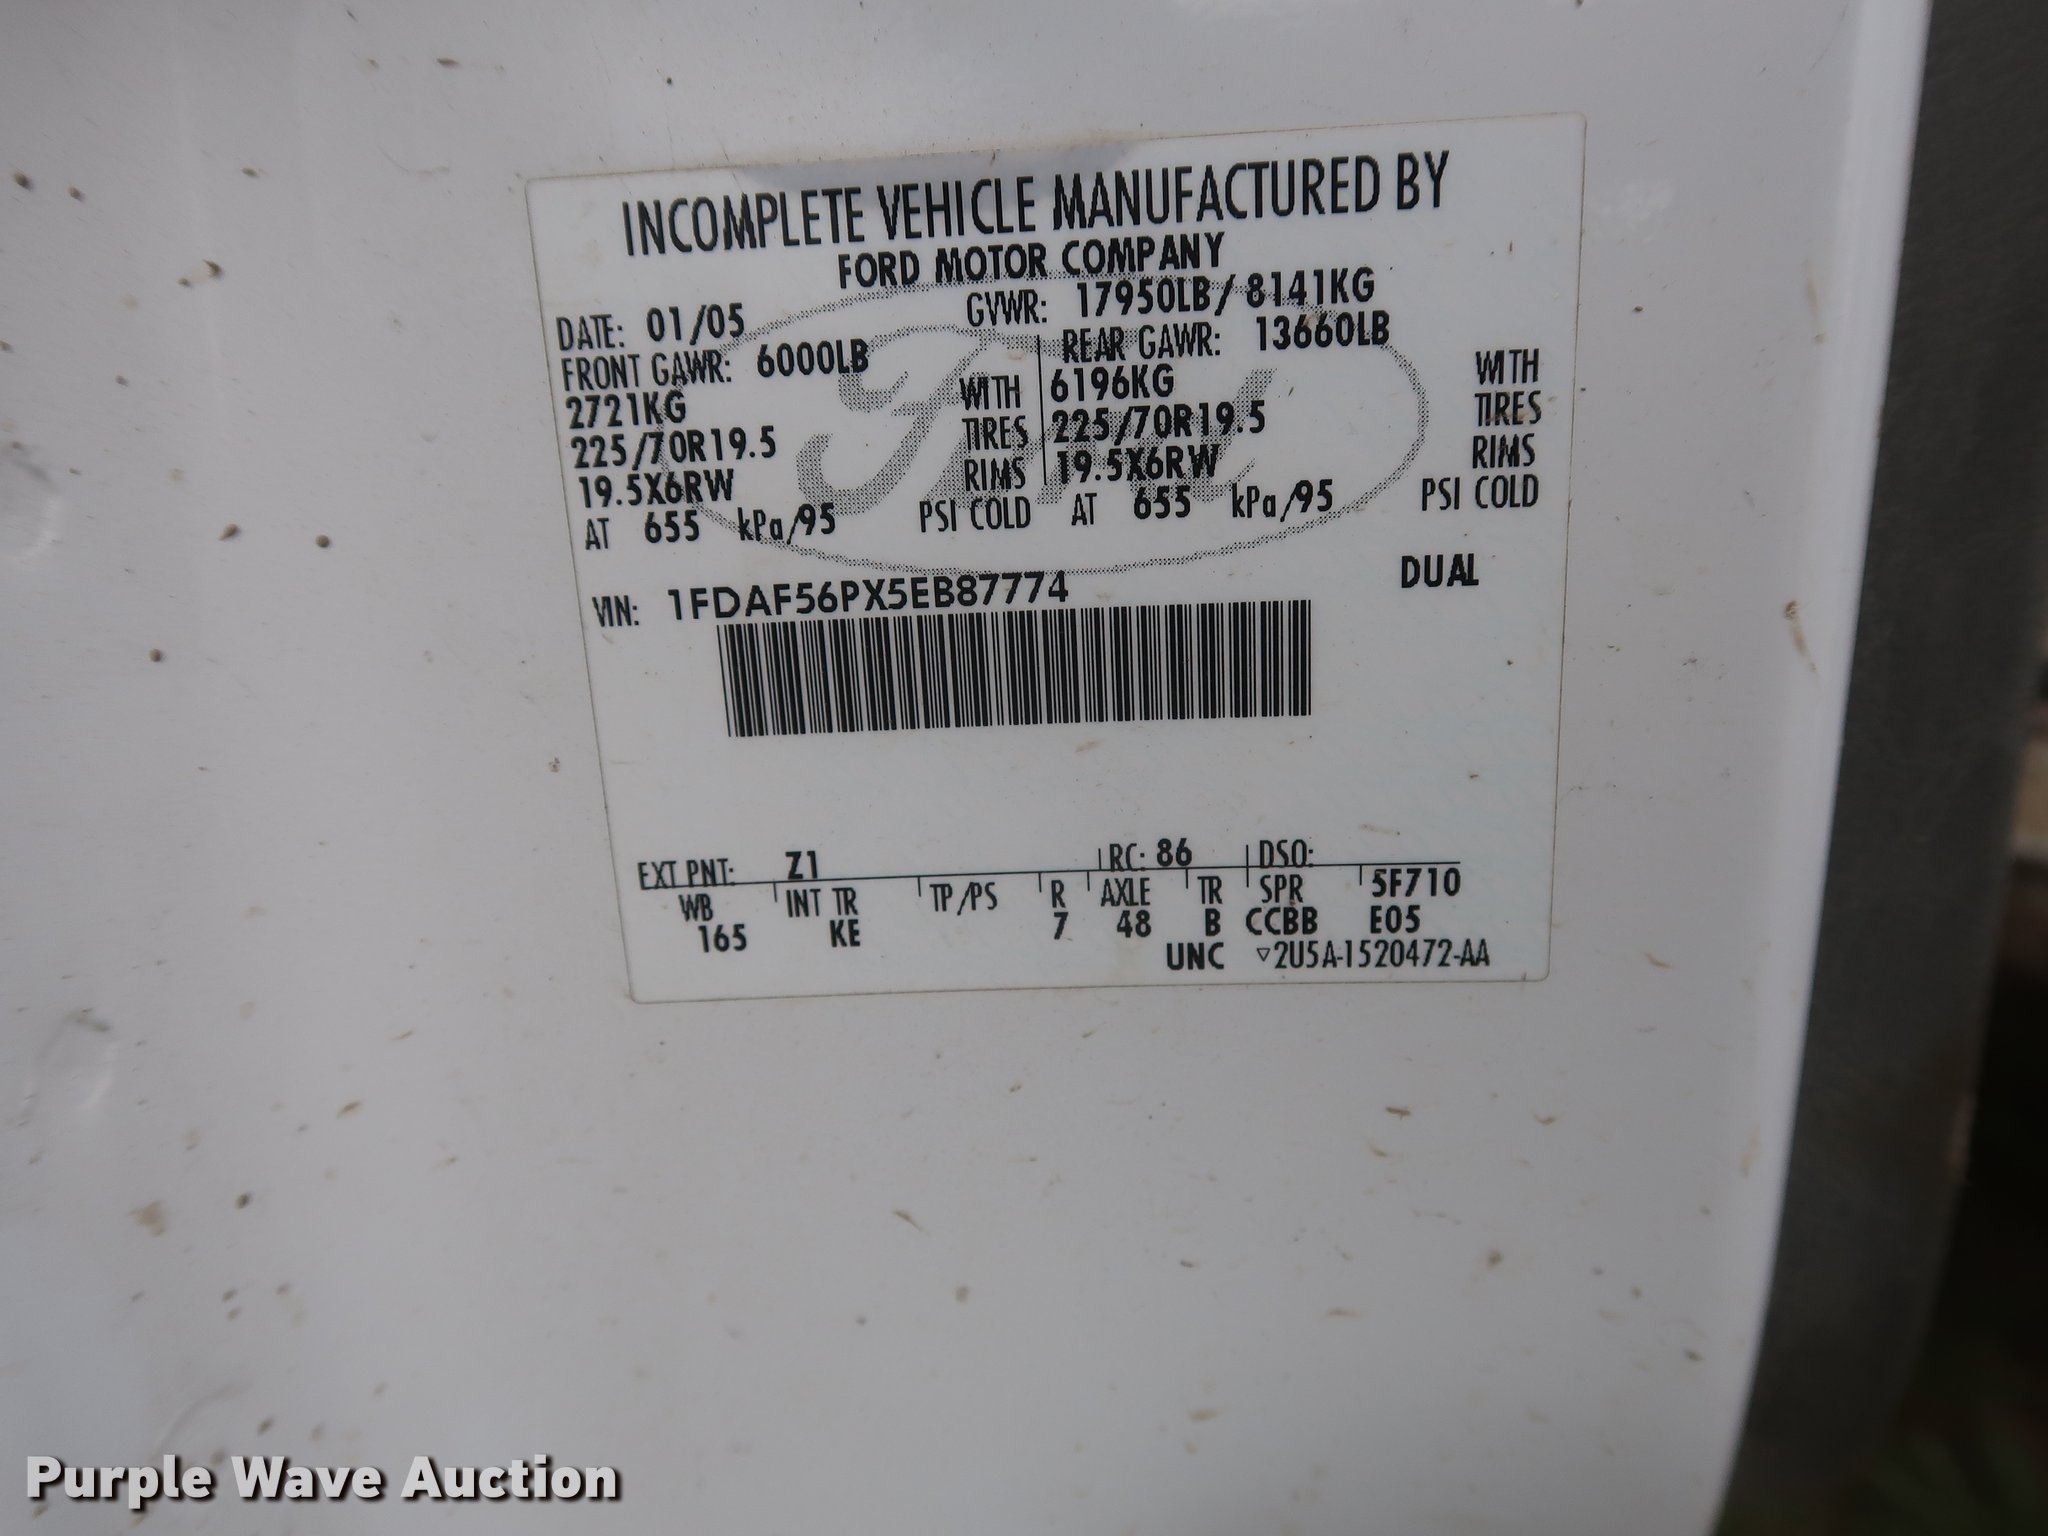 INCOMPLETE VEHICLE MANUFACTURED BY
FORD MOTOR COMPANY
DATE: 01/05 GVWR: 17950LB/ 8141KG
FRONT GAWR: 6000LB REAR GAWR: 13660LB
2721KG WITH 6196KG WITH
225/70R19.5 TIRES 225/70R19.5 TIRES
19.5X6RW RIMS 19.5X6RW RIMS
AT 655 kPa/95 PSI COLD AT 655 kPa/95 PSI COLD
VIN: 1FDAF56PX5EB87774 DUAL
Ford
EXT PNT: Z1 RC: 86 DSO:
WB INT TR TP/PS R AXLE TR SPR 5F710
165 KE 7 48 B CCBB E05
UNC ▽2U5A-1520472-AA
Purple Wave Auction